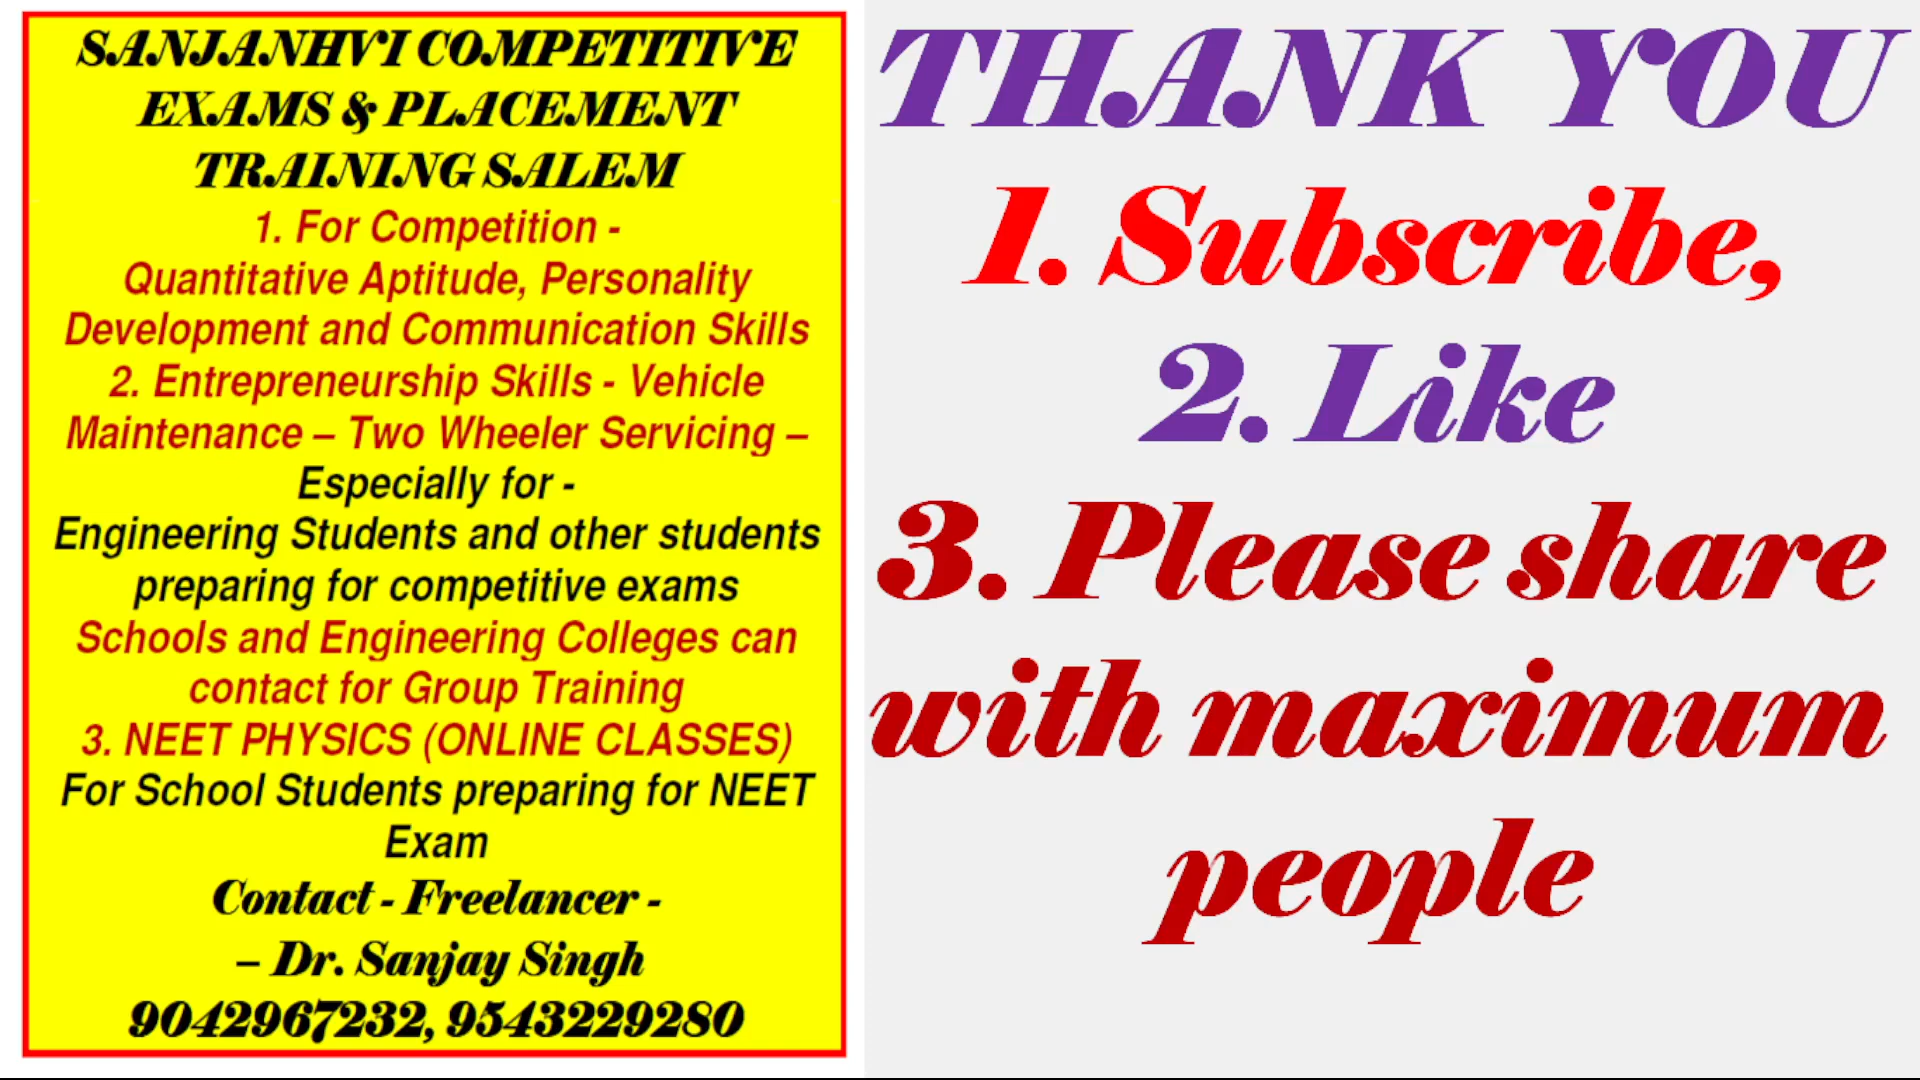 SANJANHVI COMPETITIVE
EXAMS & PLACEMENT
TRAINING SALEM
1. For Competition -
Quantitative Aptitude, Personality
Development and Communication Skills
2. Entrepreneurship Skills - Vehicle
Maintenance – Two Wheeler Servicing –
Especially for -
Engineering Students and other students
preparing for competitive exams
Schools and Engineering Colleges can
contact for Group Training
3. NEET PHYSICS (ONLINE CLASSES)
For School Students preparing for NEET
Exam
Contact - Freelancer -
– Dr. Sanjay Singh
9042967232, 9543229280
THANK YOU
1. Subscribe,
2. Like
3. Please share
with maximum
people